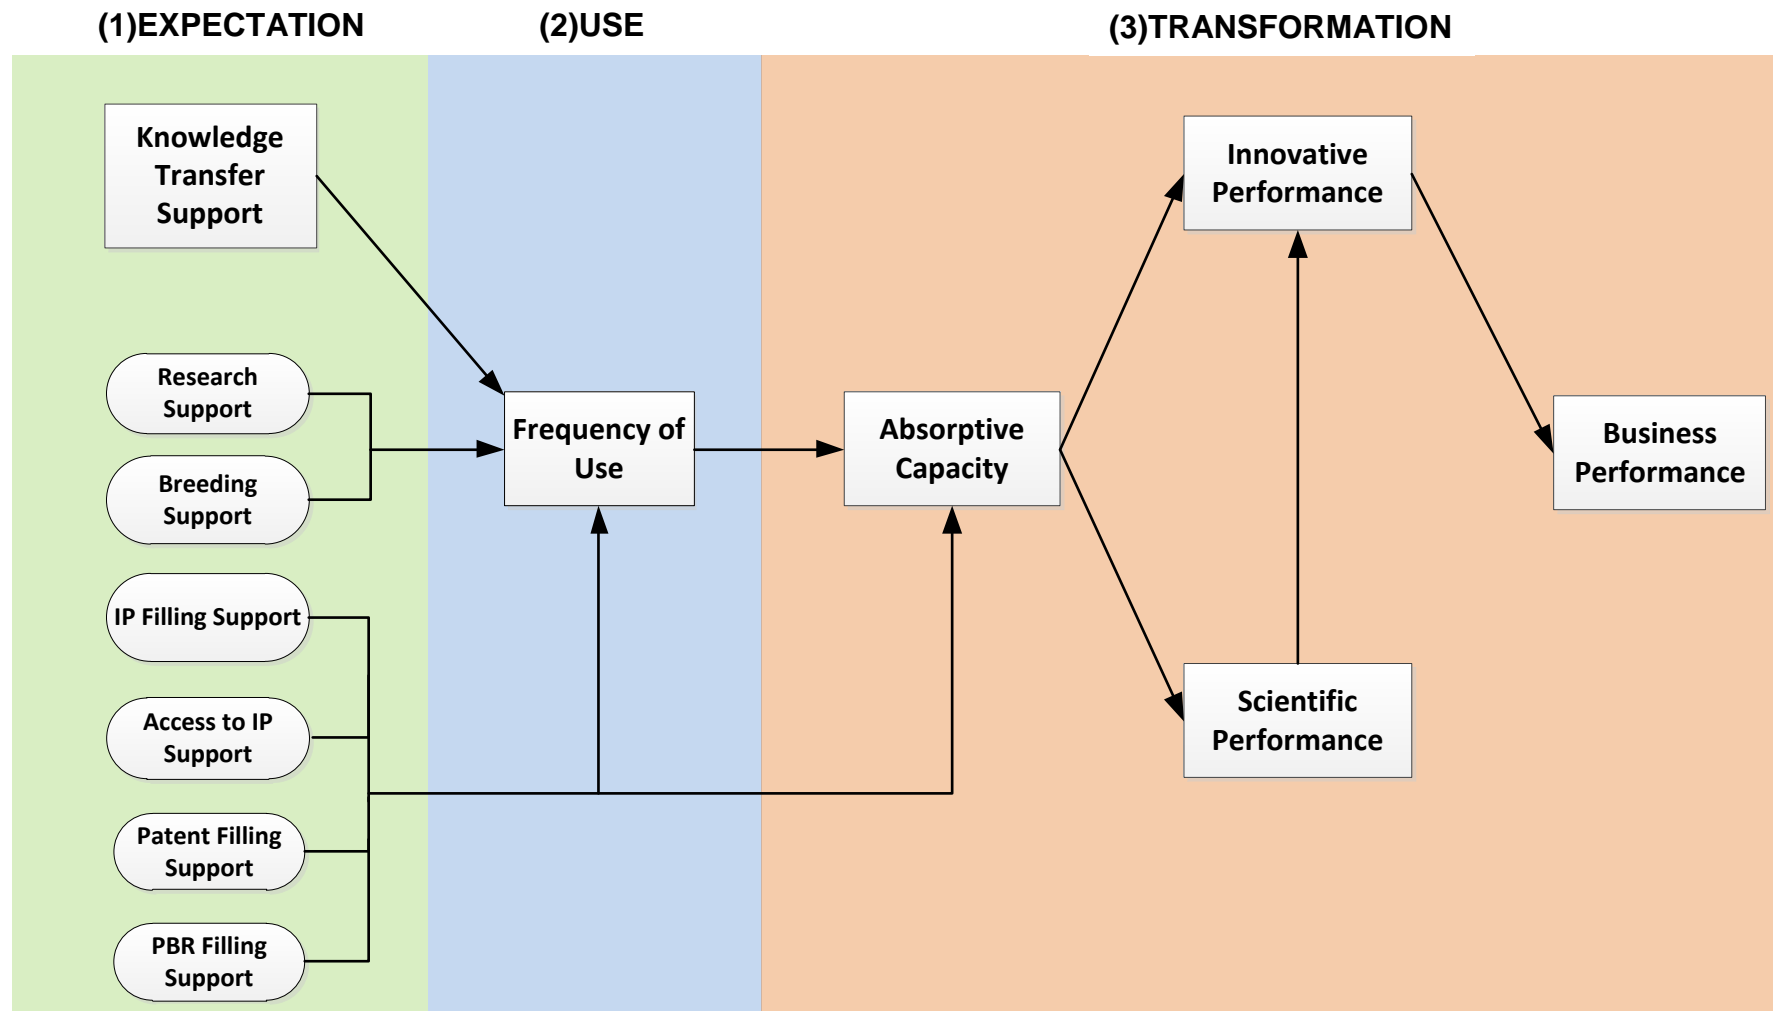 (1)EXPECTATION
(2)USE
(3)TRANSFORMATION
Knowledge
Transfer
Support
Research
Support
Breeding
Support
IP Filling Support
Access to IP
Support
Patent Filling
Support
PBR Filling
Support
Frequency of
Use
Absorptive
Capacity
Innovative
Performance
Scientific
Performance
Business
Performance